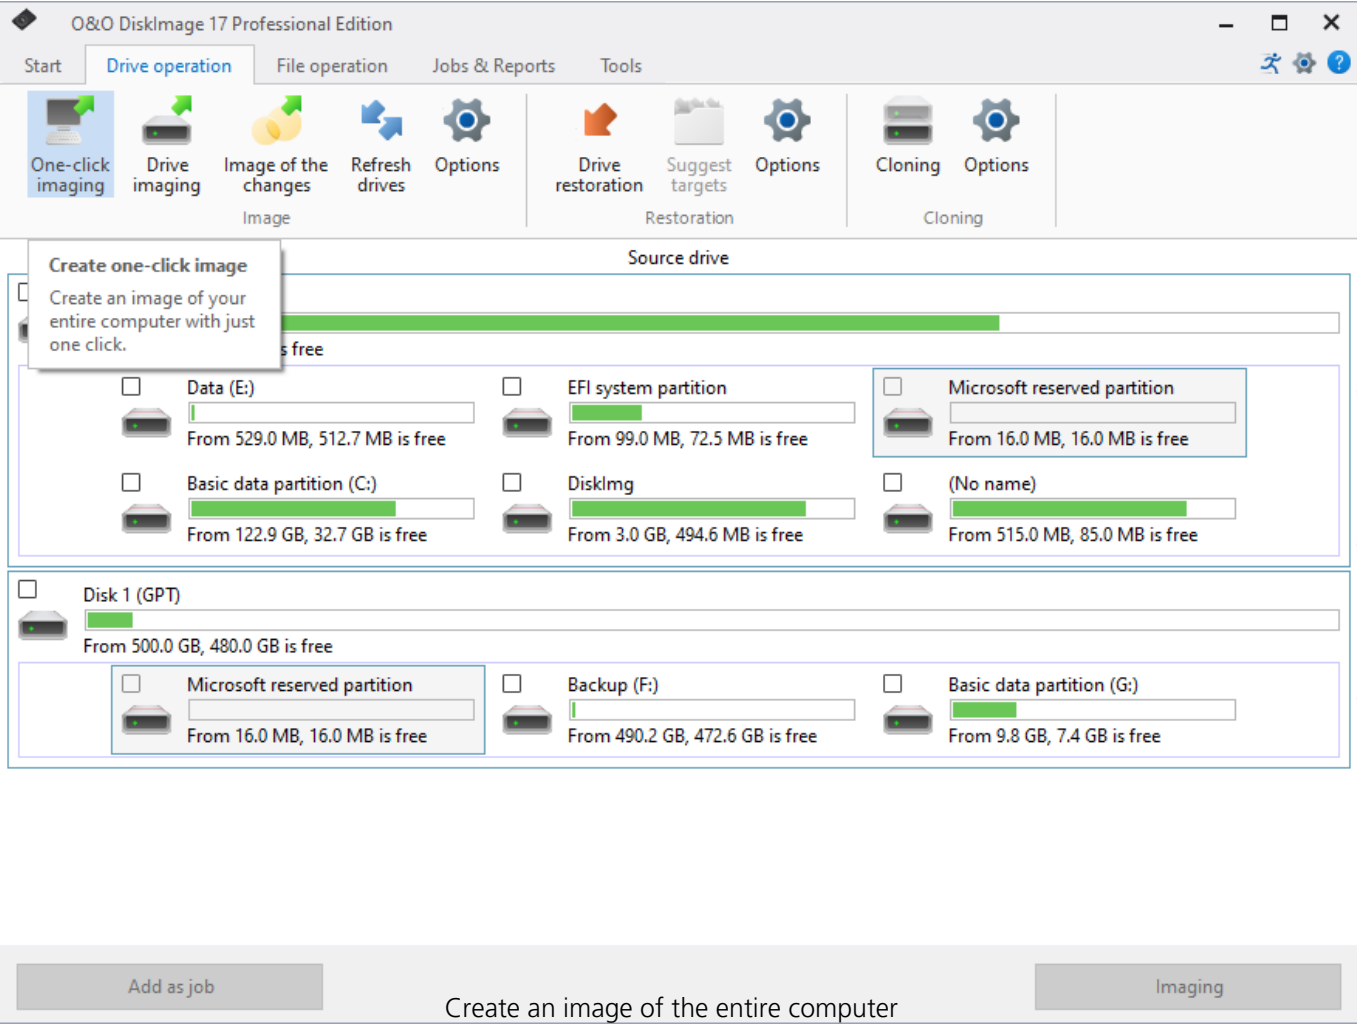 O&O DiskImage 17 Professional Edition
Start
Drive operation
File operation
Jobs & Reports
Tools
One-click
imaging
Drive
imaging
Image of the
changes
Refresh
drives
Options
Image
Drive
restoration
Suggest
targets
Options
Restoration
Cloning
Options
Cloning
Create one-click image
Create an image of your
entire computer with just
one click.
Source drive
s free
Data (E:)
From 529.0 MB, 512.7 MB is free
EFI system partition
From 99.0 MB, 72.5 MB is free
Microsoft reserved partition
From 16.0 MB, 16.0 MB is free
Basic data partition (C:)
From 122.9 GB, 32.7 GB is free
DiskImg
From 3.0 GB, 494.6 MB is free
(No name)
From 515.0 MB, 85.0 MB is free
Disk 1 (GPT)
From 500.0 GB, 480.0 GB is free
Microsoft reserved partition
From 16.0 MB, 16.0 MB is free
Backup (F:)
From 490.2 GB, 472.6 GB is free
Basic data partition (G:)
From 9.8 GB, 7.4 GB is free
Add as job
Imaging
Create an image of the entire computer